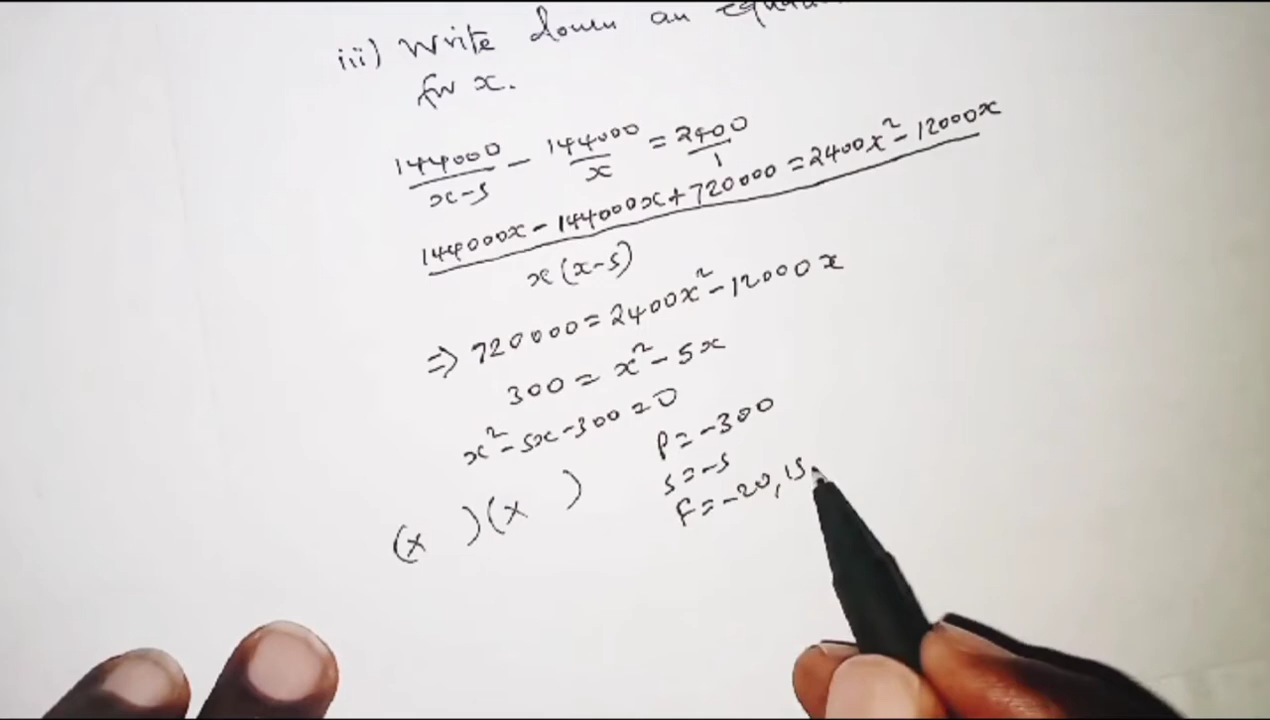 iii) Write down an
for x.
144000/x-5 - 144000/x = 2400/1
144000x - 144000x + 720000 = 2400x² - 12000x
x(x-5)
⇒ 720000 = 2400x² - 12000x
300 = x² - 5x
x² - 5x - 300 = 0
P = -300
S = -5
F = -20, 15
(x )(x )